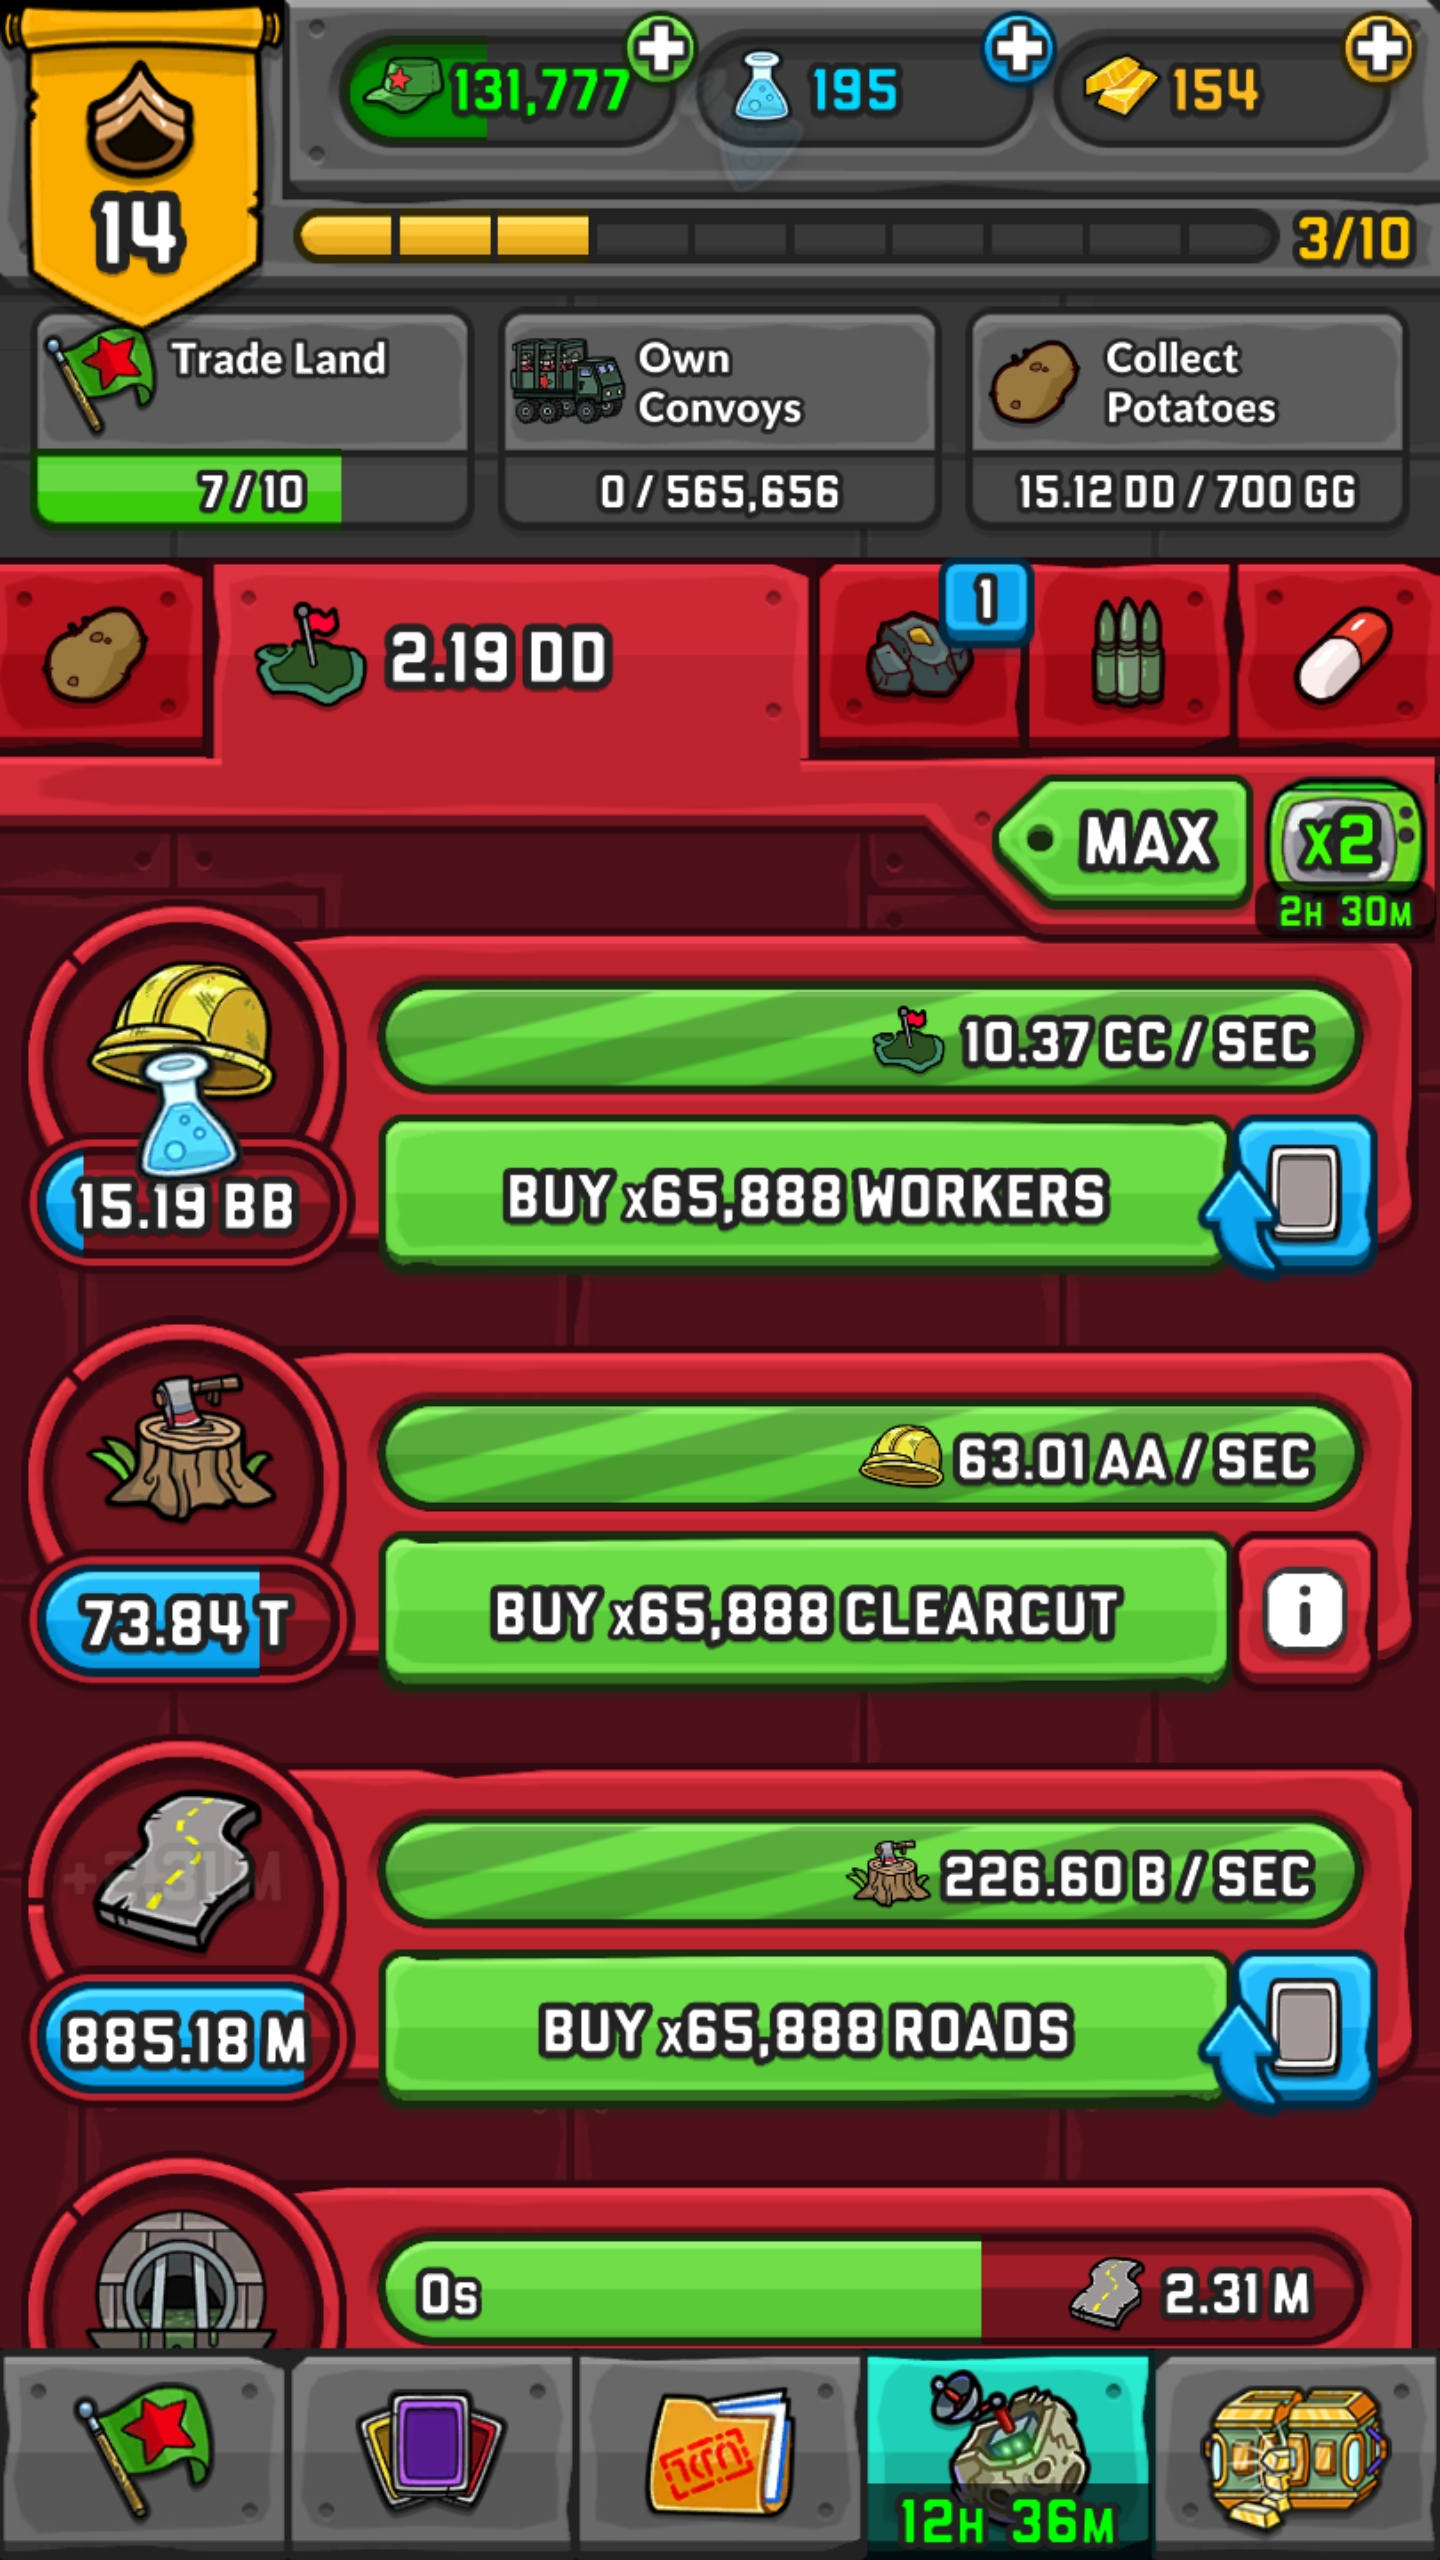 131,777
195
154
14
3/10
Trade Land
7/10
Own
Convoys
0/565,656
Collect
Potatoes
15.12 DD/700 GG
2.19 DD
1
MAX
x2
2H 30M
10.37 CC/SEC
15.19 BB
BUY x65,888 WORKERS
63.01 AA/SEC
73.84 T
BUY x65,888 CLEARCUT
i
226.60 B/SEC
+2.31 M
885.18 M
BUY x65,888 ROADS
0s
2.31 M
12H 36M